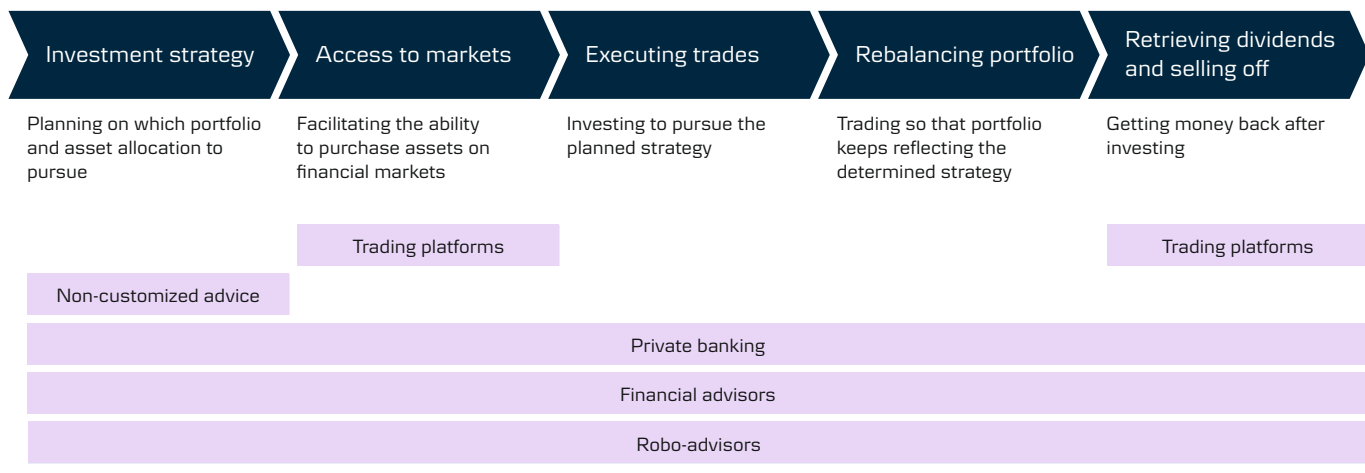 Investment strategy
Access to markets
Executing trades
Rebalancing portfolio
Retrieving dividends
and selling off
Planning on which portfolio
and asset allocation to
pursue
Facilitating the ability
to purchase assets on
financial markets
Investing to pursue the
planned strategy
Trading so that portfolio
keeps reflecting the
determined strategy
Getting money back after
investing
Trading platforms
Trading platforms
Non-customized advice
Private banking
Financial advisors
Robo-advisors